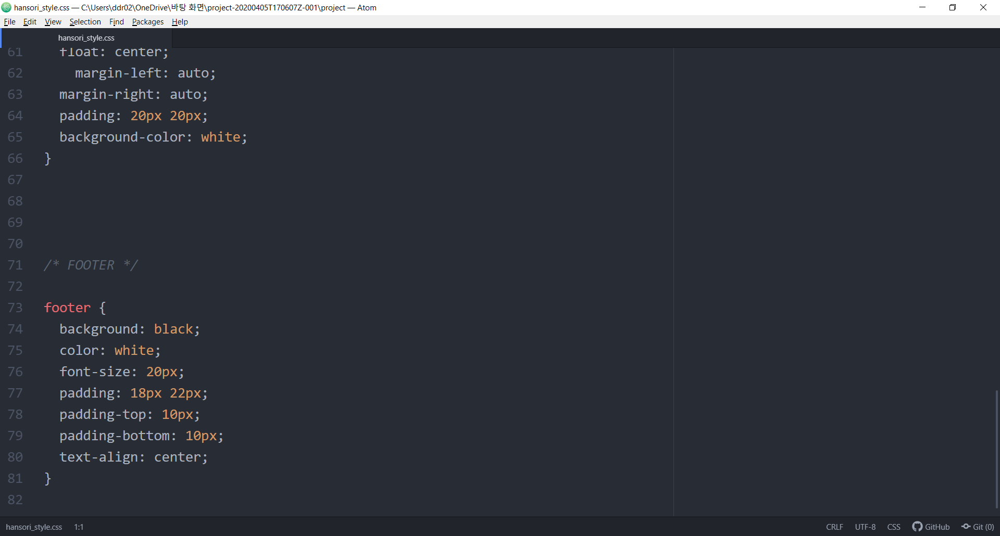 hansori_style.css — C:\Users\ddr02\OneDrive\바탕 화면\project-20200405T170607Z-001\project — Atom
File Edit View Selection Find Packages Help
hansori_style.css
61 float: center;
62 margin-left: auto;
63 margin-right: auto;
64 padding: 20px 20px;
65 background-color: white;
66 }
67
68
69
70
71 /* FOOTER */
72
73 footer {
74 background: black;
75 color: white;
76 font-size: 20px;
77 padding: 18px 22px;
78 padding-top: 10px;
79 padding-bottom: 10px;
80 text-align: center;
81 }
82
hansori_style.css 1:1 CRLF UTF-8 CSS GitHub Git (0)